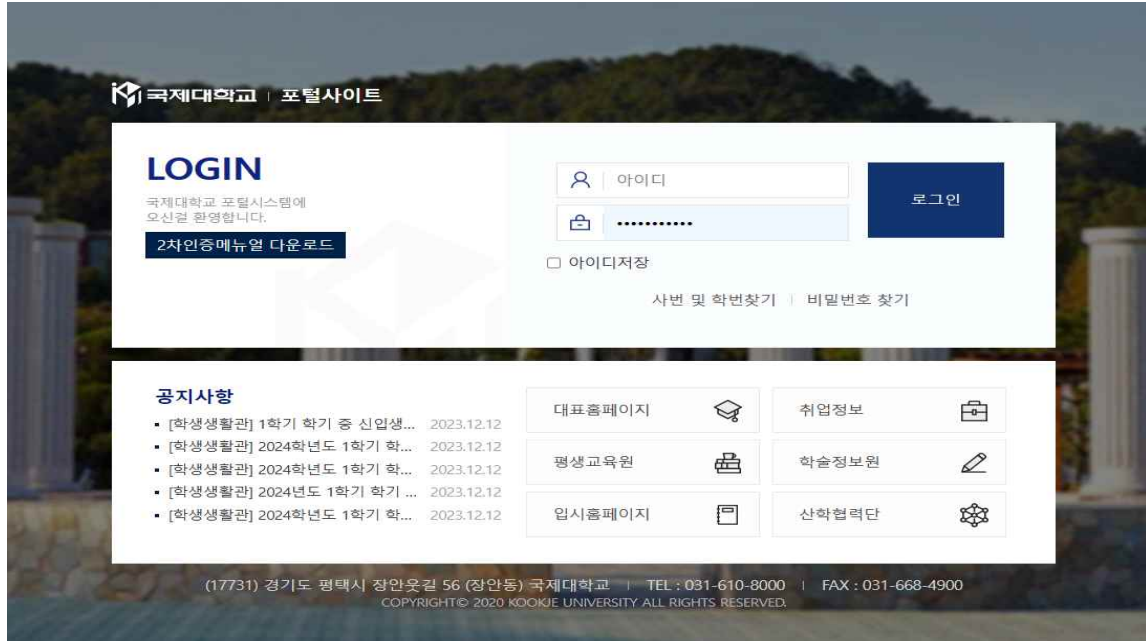 국제대학교 | 포털사이트
LOGIN
국제대학교 포털시스템에
오신걸 환영합니다.
2차인증메뉴얼 다운로드
아이디
•••••••••••
로그인
아이디저장
사번 및 학번찾기 | 비밀번호 찾기
공지사항
[학생생활관] 1학기 학기 중 신입생... 2023.12.12
[학생생활관] 2024학년도 1학기 학... 2023.12.12
[학생생활관] 2024학년도 1학기 학... 2023.12.12
[학생생활관] 2024년도 1학기 학기 ... 2023.12.12
[학생생활관] 2024학년도 1학기 학... 2023.12.12
대표홈페이지
취업정보
평생교육원
학술정보원
입시홈페이지
산학협력단
(17731) 경기도 평택시 장안웃길 56 (장안동) 국제대학교 | TEL : 031-610-8000 | FAX : 031-668-4900
COPYRIGHT© 2020 KOOKJE UNIVERSITY ALL RIGHTS RESERVED.